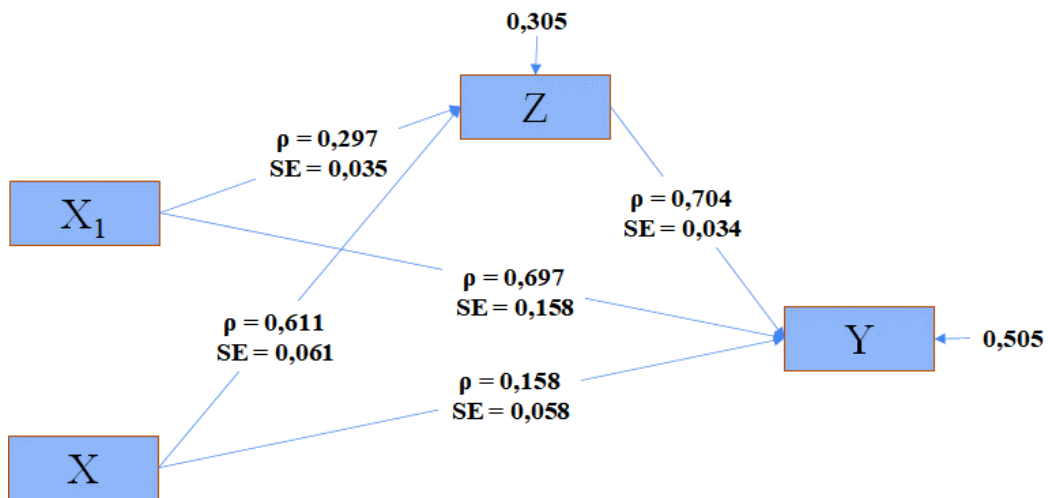 0,305
Z
ρ = 0,297
SE = 0,035
X₁
ρ = 0,704
SE = 0,034
ρ = 0,697
SE = 0,158
ρ = 0,611
SE = 0,061
Y
0,505
ρ = 0,158
SE = 0,058
X